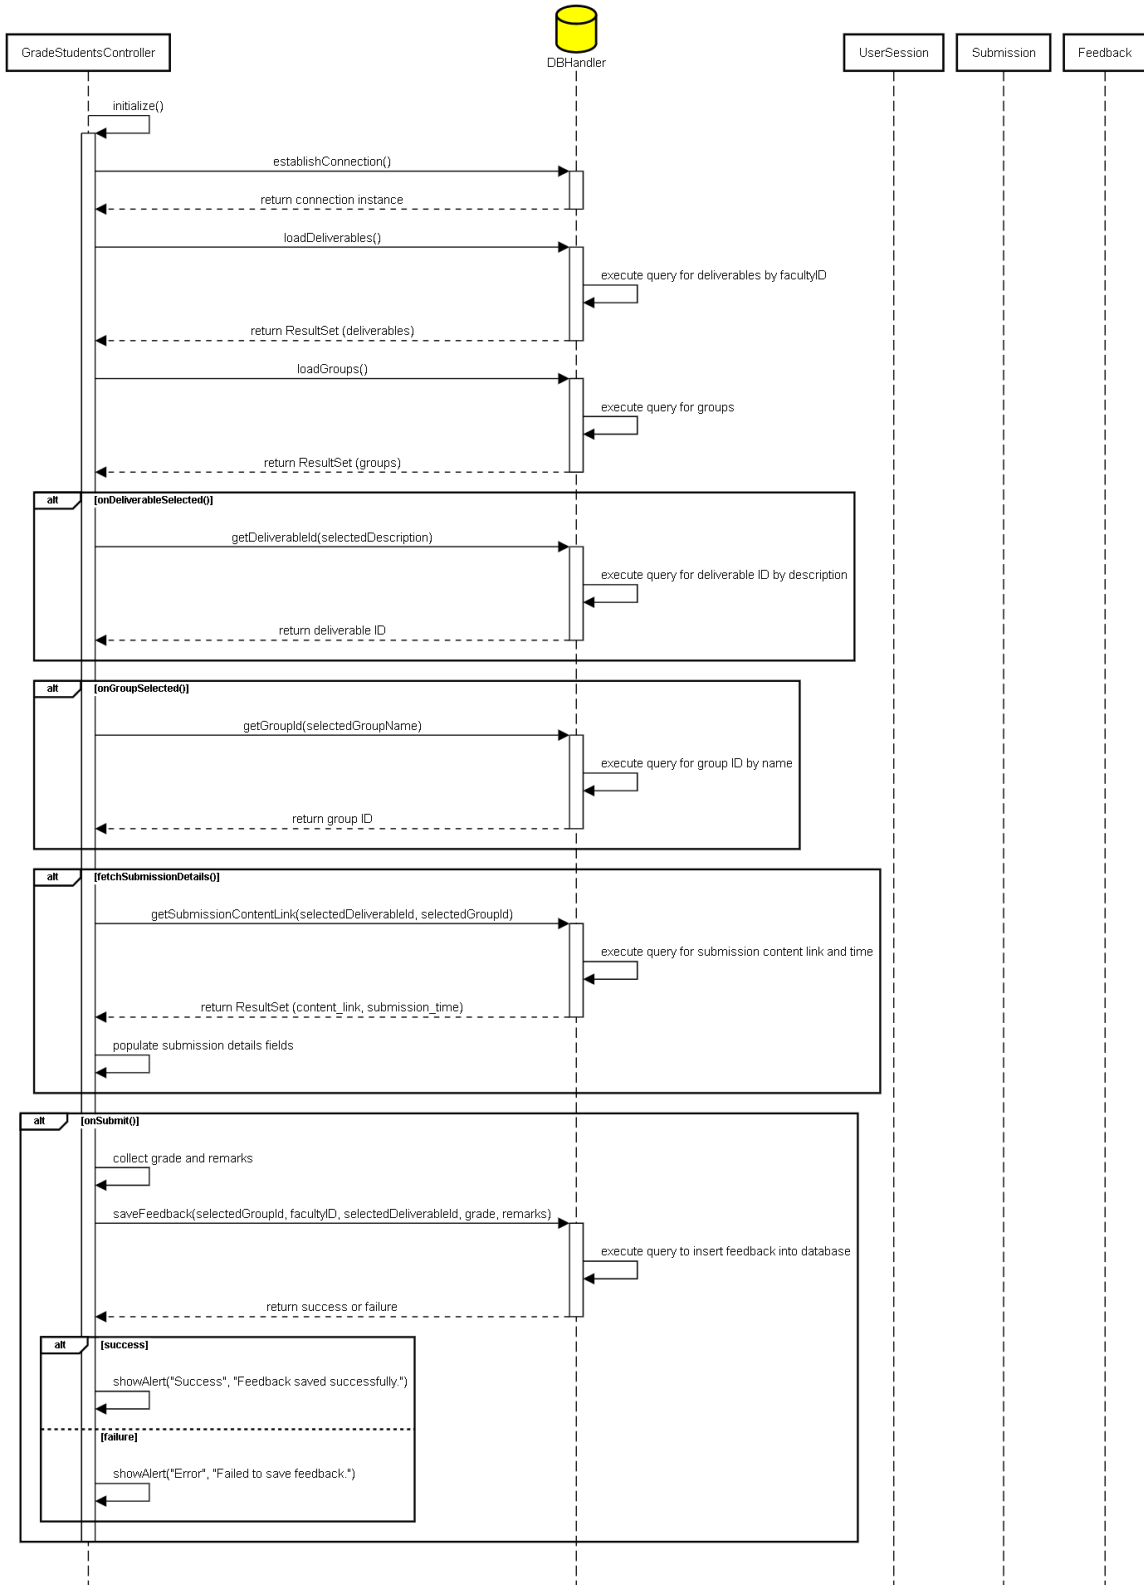 GradeStudentsController
DBHandler
UserSession
Submission
Feedback
initialize()
establishConnection()
return connection instance
loadDeliverables()
execute query for deliverables by facultyID
return ResultSet (deliverables)
loadGroups()
execute query for groups
return ResultSet (groups)
alt [onDeliverableSelected()]
getDeliverableId(selectedDescription)
execute query for deliverable ID by description
return deliverable ID
alt [onGroupSelected()]
getGroupId(selectedGroupName)
execute query for group ID by name
return group ID
alt [fetchSubmissionDetails()]
getSubmissionContentLink(selectedDeliverableId, selectedGroupId)
execute query for submission content link and time
return ResultSet (content_link, submission_time)
populate submission details fields
alt [onSubmit()]
collect grade and remarks
saveFeedback(selectedGroupId, facultyID, selectedDeliverableId, grade, remarks)
execute query to insert feedback into database
return success or failure
alt [success]
showAlert("Success", "Feedback saved successfully.")
[failure]
showAlert("Error", "Failed to save feedback.")